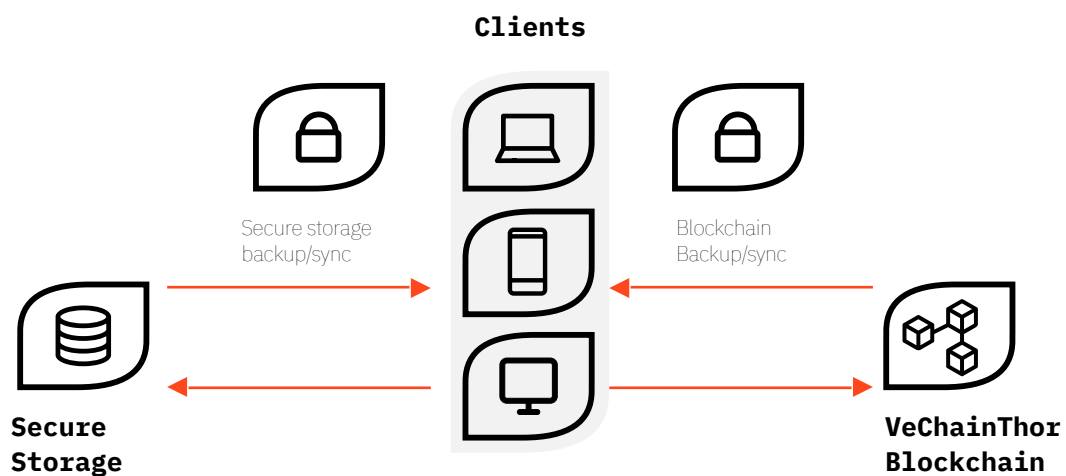 Clients
Secure storage
backup/sync
Blockchain
Backup/sync
Secure
Storage
VeChainThor
Blockchain